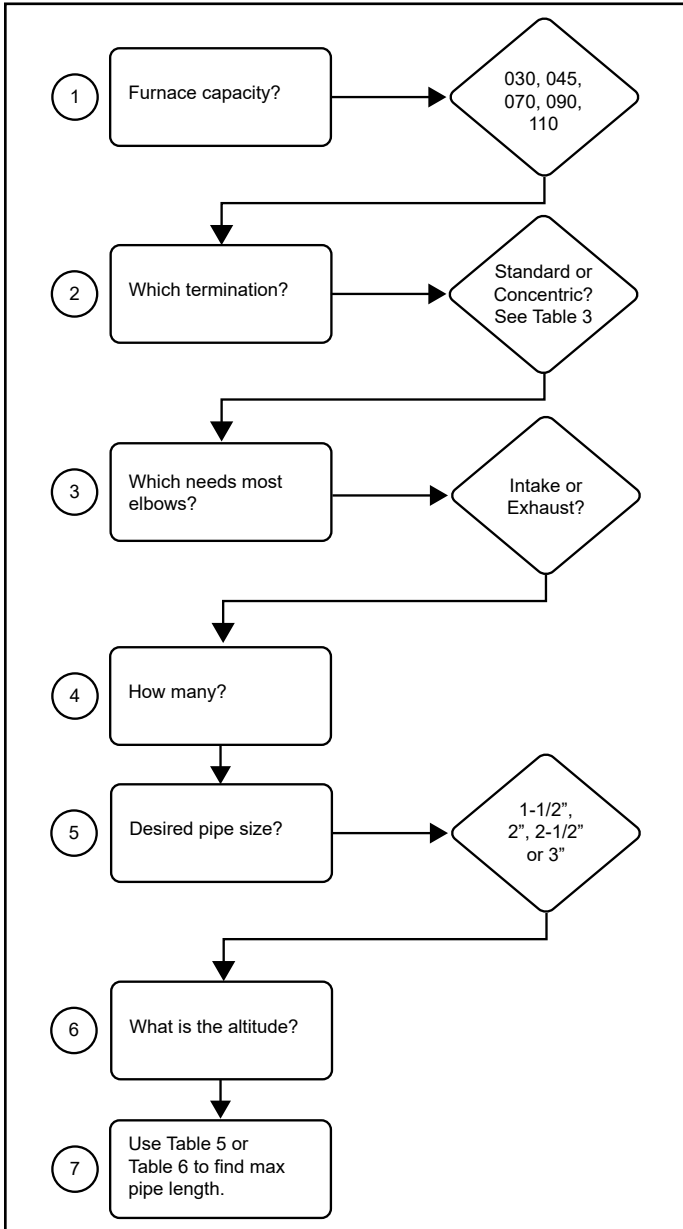 1
Furnace capacity?
030, 045,
070, 090,
110
2
Which termination?
Standard or
Concentric?
See Table 3
3
Which needs most
elbows?
Intake or
Exhaust?
4
How many?
5
Desired pipe size?
1-1/2”,
2”, 2-1/2”
or 3”
6
What is the altitude?
7
Use Table 5 or
Table 6 to find max
pipe length.